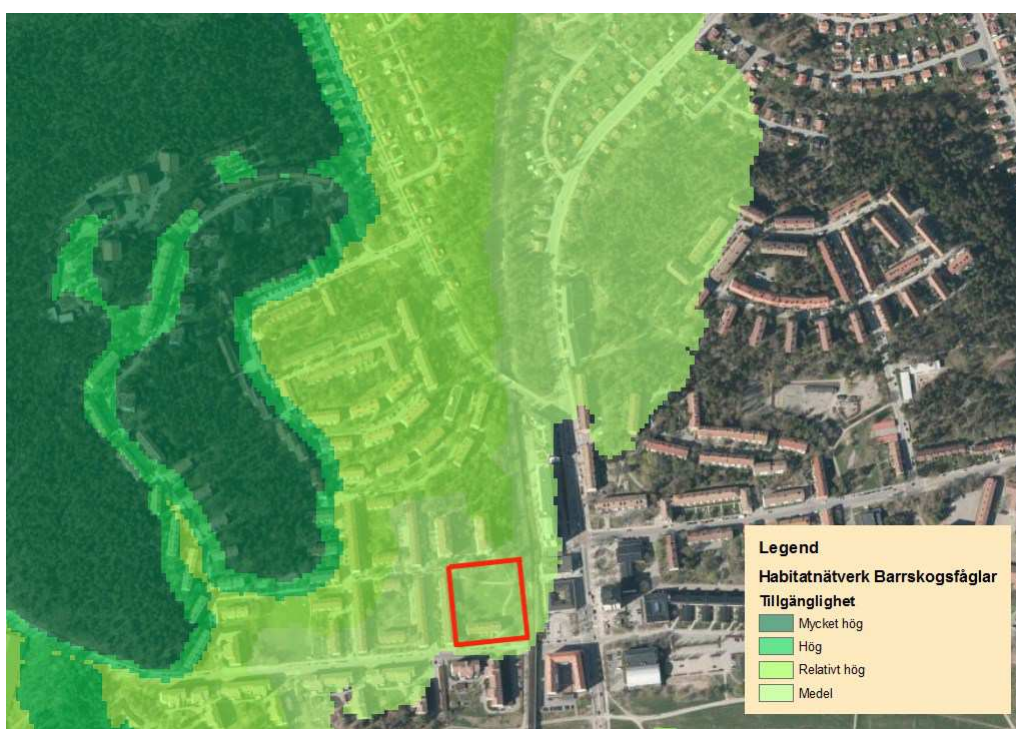 Legend
Habitatnätverk Barrskogsfåglar
Tillgänglighet
Mycket hög
Hög
Relativt hög
Medel